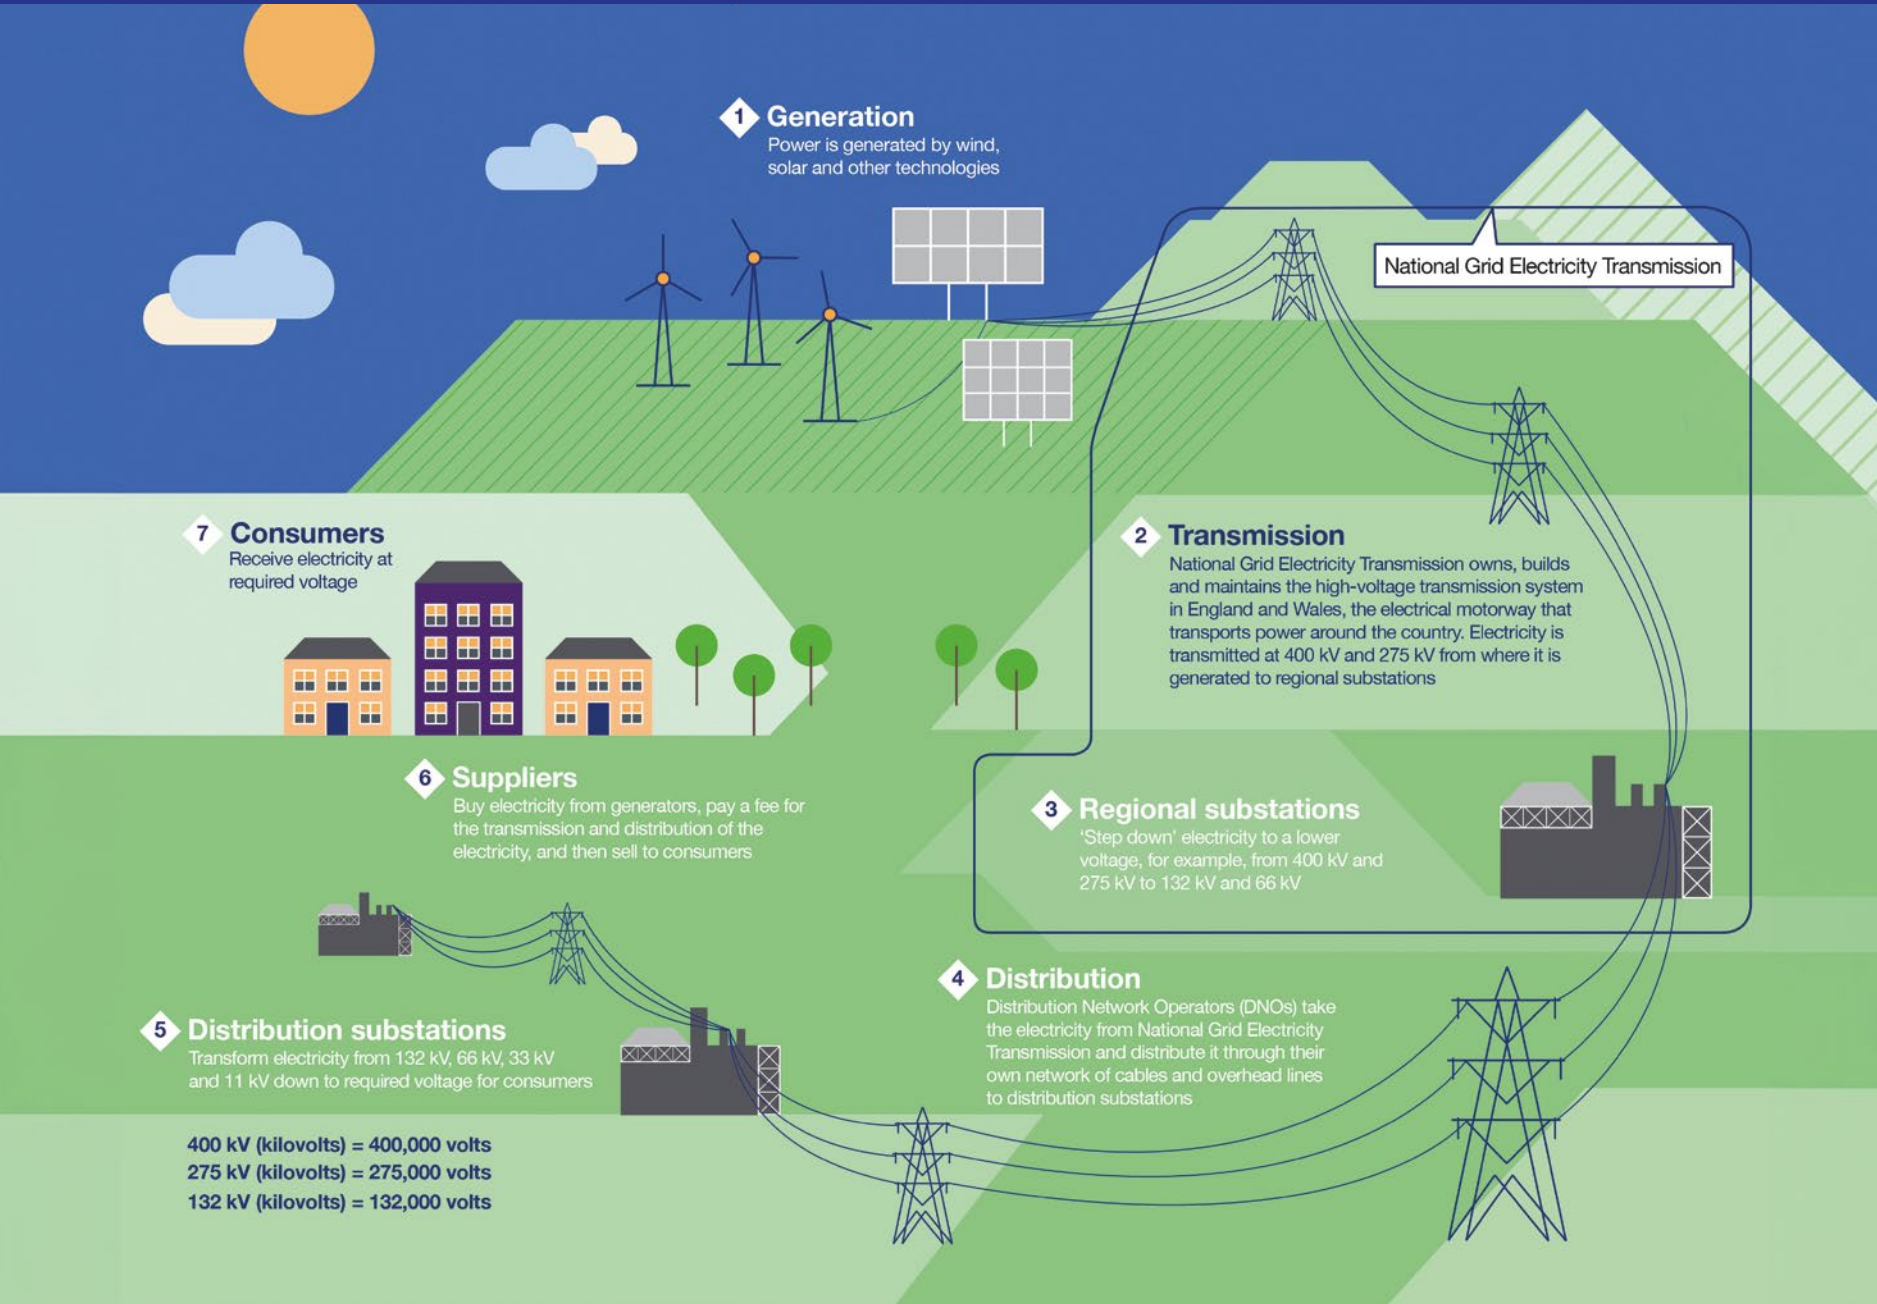 1 Generation
Power is generated by wind,
solar and other technologies
National Grid Electricity Transmission
2 Transmission
National Grid Electricity Transmission owns, builds
and maintains the high-voltage transmission system
in England and Wales, the electrical motorway that
transports power around the country. Electricity is
transmitted at 400 kV and 275 kV from where it is
generated to regional substations
3 Regional substations
‘Step down’ electricity to a lower
voltage, for example, from 400 kV and
275 kV to 132 kV and 66 kV
4 Distribution
Distribution Network Operators (DNOs) take
the electricity from National Grid Electricity
Transmission and distribute it through their
own network of cables and overhead lines
to distribution substations
5 Distribution substations
Transform electricity from 132 kV, 66 kV, 33 kV
and 11 kV down to required voltage for consumers
6 Suppliers
Buy electricity from generators, pay a fee for
the transmission and distribution of the
electricity, and then sell to consumers
7 Consumers
Receive electricity at
required voltage
400 kV (kilovolts) = 400,000 volts
275 kV (kilovolts) = 275,000 volts
132 kV (kilovolts) = 132,000 volts